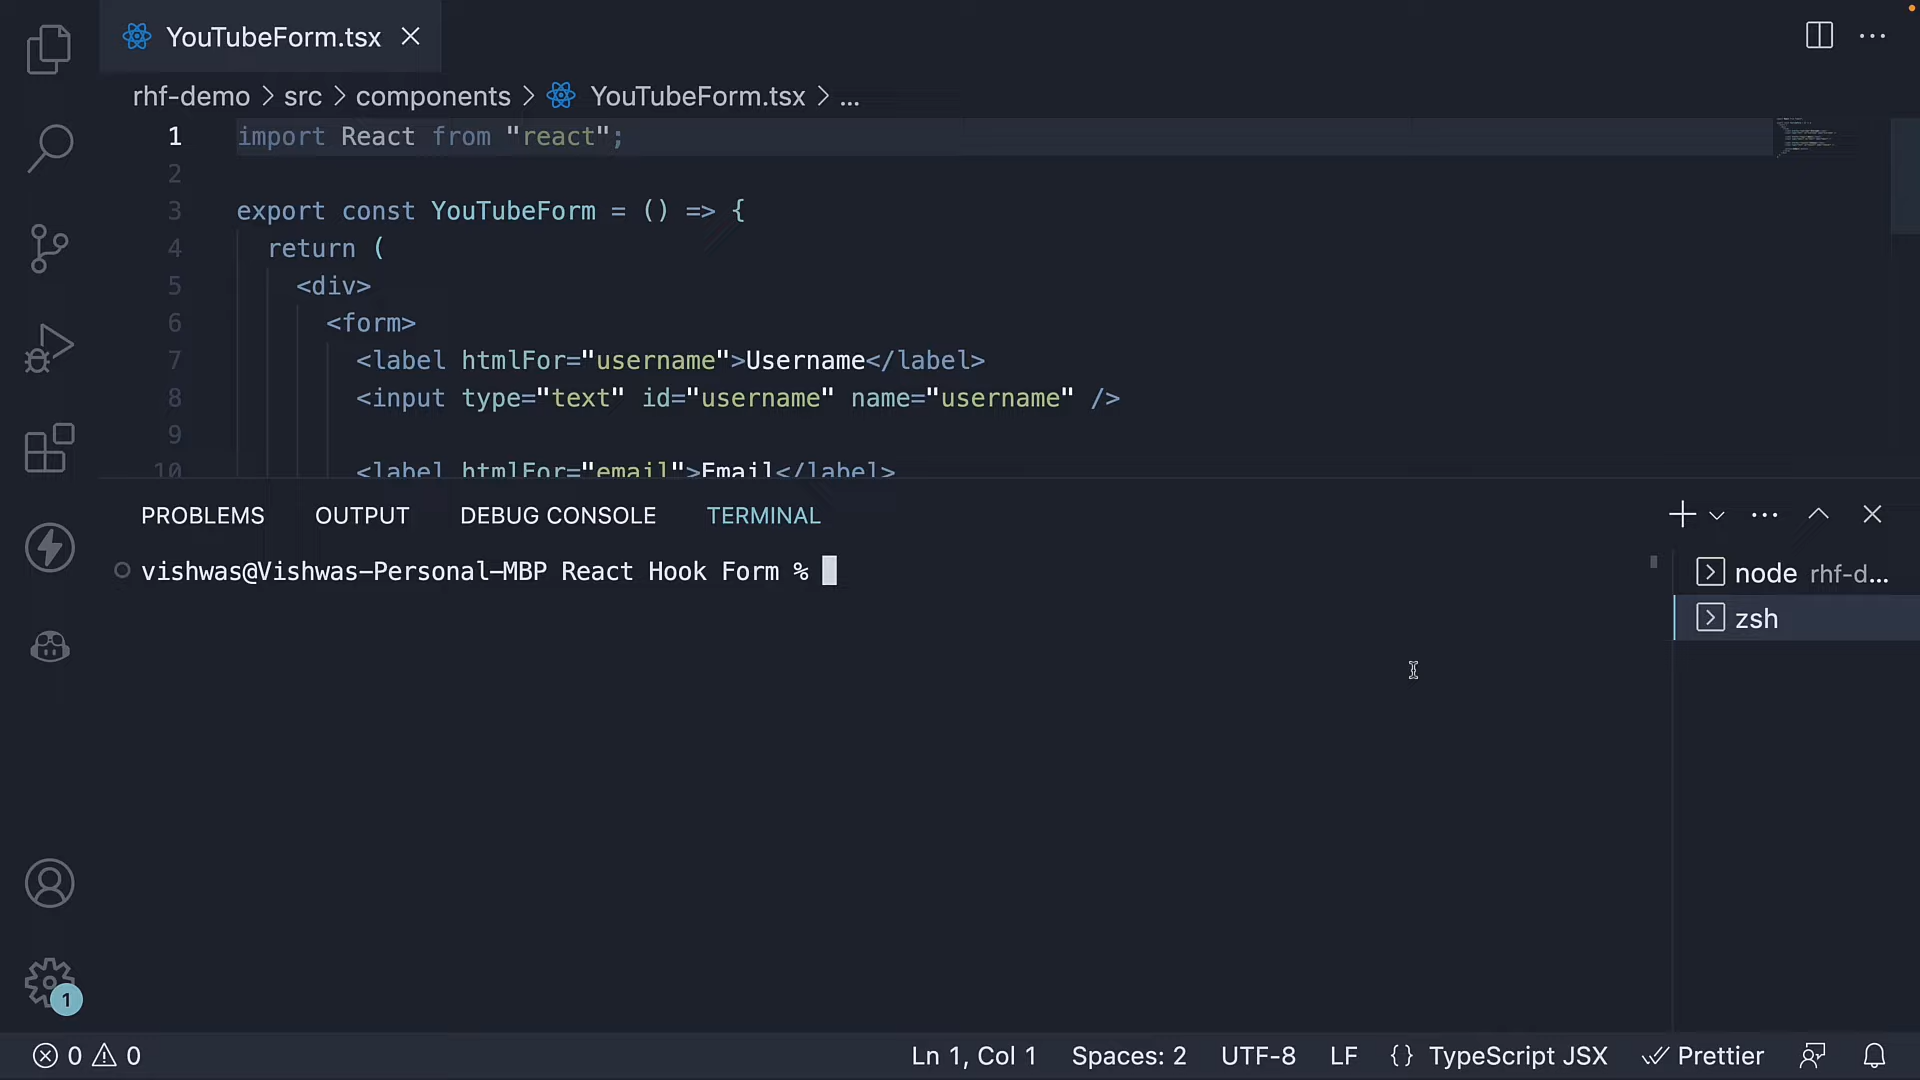 YouTubeForm.tsx
rhf-demo > src > components > YouTubeForm.tsx > ...
1 import React from "react";
2
3 export const YouTubeForm = () => {
4 return (
5 <div>
6 <form>
7 <label htmlFor="username">Username</label>
8 <input type="text" id="username" name="username" />
9
10 <label htmlFor="email">Email</label>
PROBLEMS OUTPUT DEBUG CONSOLE TERMINAL
vishwas@Vishwas-Personal-MBP React Hook Form %
node rhf-d...
zsh
1
0 0 Ln 1, Col 1 Spaces: 2 UTF-8 LF {} TypeScript JSX Prettier